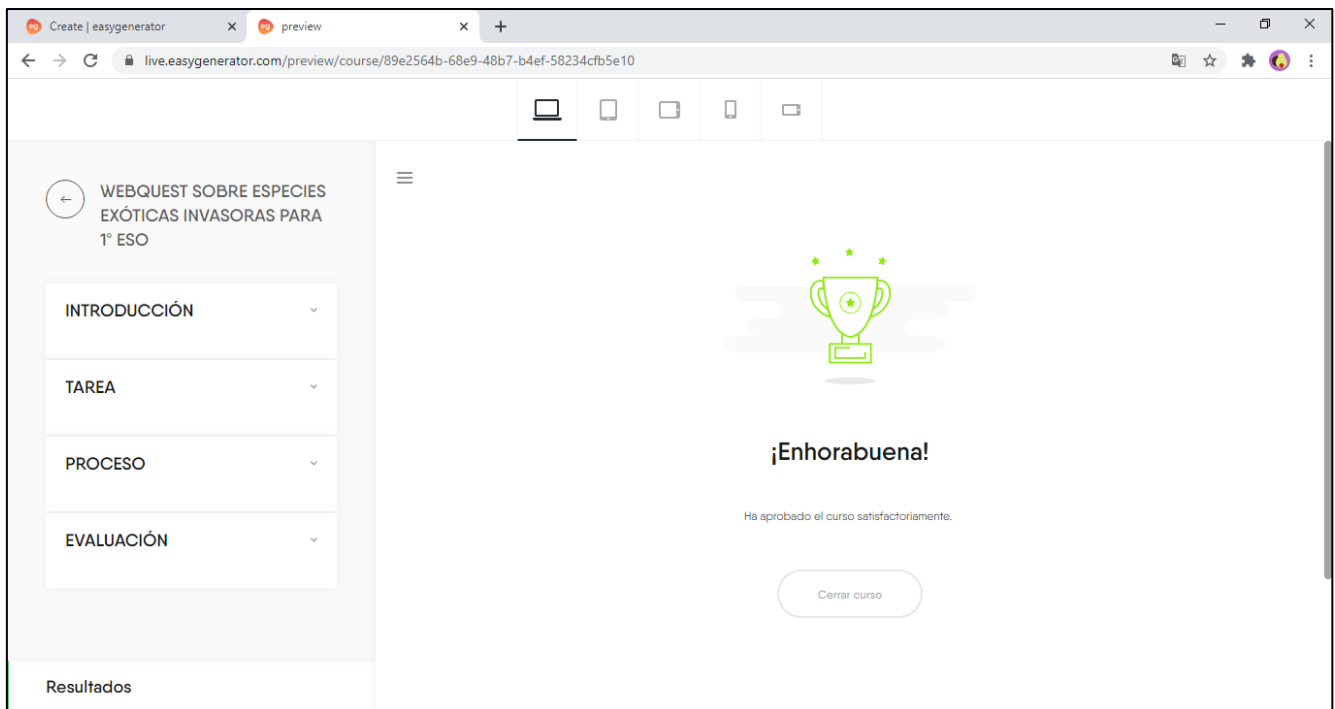 Create | easygenerator
preview
live.easygenerator.com/preview/course/89e2564b-68e9-48b7-b4ef-58234cfb5e10
WEBQUEST SOBRE ESPECIES
EXÓTICAS INVASORAS PARA
1º ESO
INTRODUCCIÓN
TAREA
PROCESO
EVALUACIÓN
Resultados
¡Enhorabuena!
Ha aprobado el curso satisfactoriamente.
Cerrar curso